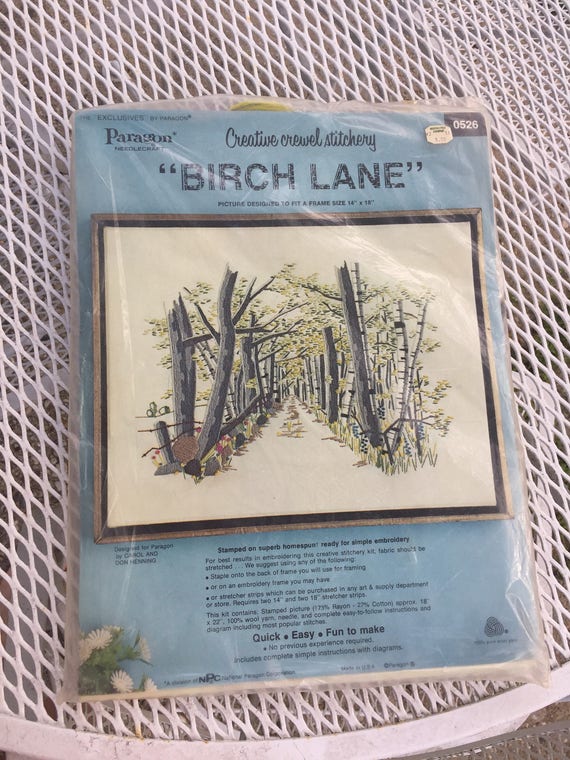 EXCLUSIVES BY PARAGON®
Paragon®
NEEDLECRAFT
Creative crewel stitchery
0526
"BIRCH LANE"
PICTURE DESIGNED TO FIT A FRAME SIZE 14" x 18"
Designed for Paragon
by CAROL AND
DON HENNING
Stamped on superb homespun! ready for simple embroidery
For best results in embroidering this creative stitchery kit, fabric should be
stretched . . . We suggest using any of the following:
• Staple onto the back of frame you will use for framing
• or on an embroidery frame you may have
• or stretcher strips which can be purchased in any art & supply department
or store. Requires two 14" and two 18" stretcher strips.
This kit contains: Stamped picture (173% Rayon - 27% Cotton) approx. 18"
x 22", 100% wool yarn, needle, and complete easy-to-follow instructions and
diagram including most popular stitches.
Quick • Easy • Fun to make
• No previous experience required.
Includes complete simple instructions with diagrams.
*A division of NPC National Paragon Corporation
Made in U.S.A.
©Paragon®